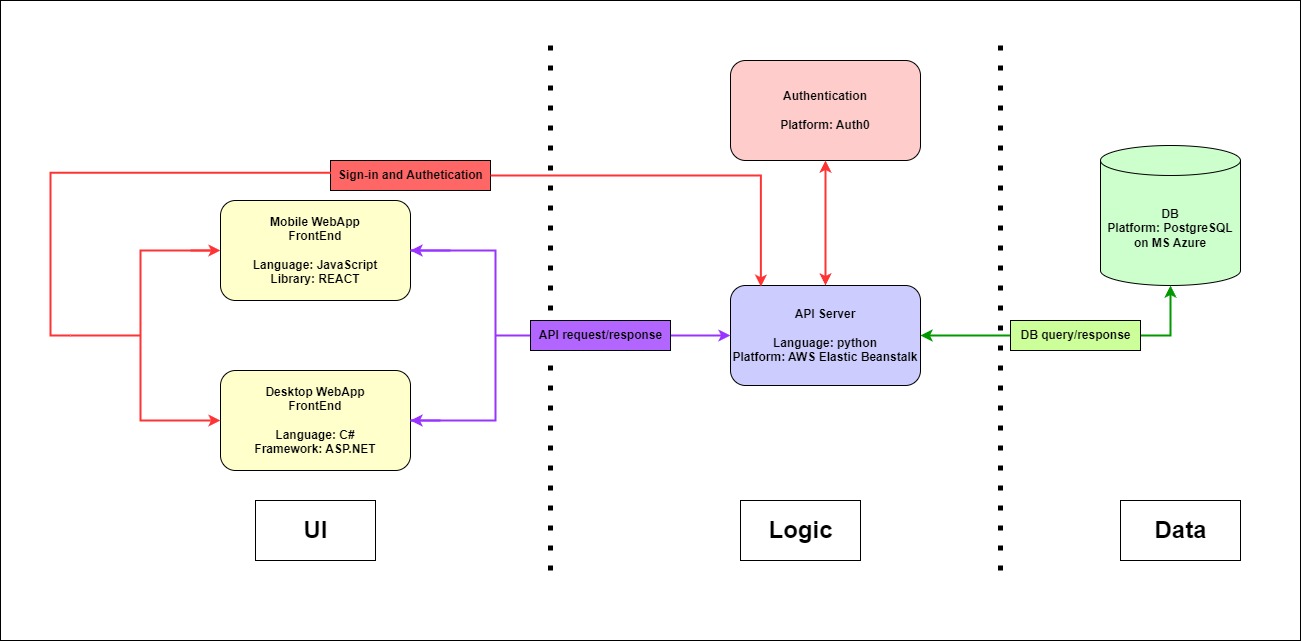 Authentication
Platform: Auth0
Sign-in and Authetication
Mobile WebApp
FrontEnd
Language: JavaScript
Library: REACT
DB
Platform: PostgreSQL
on MS Azure
API Server
Language: python
Platform: AWS Elastic Beanstalk
API request/response
DB query/response
Desktop WebApp
FrontEnd
Language: C#
Framework: ASP.NET
UI
Logic
Data